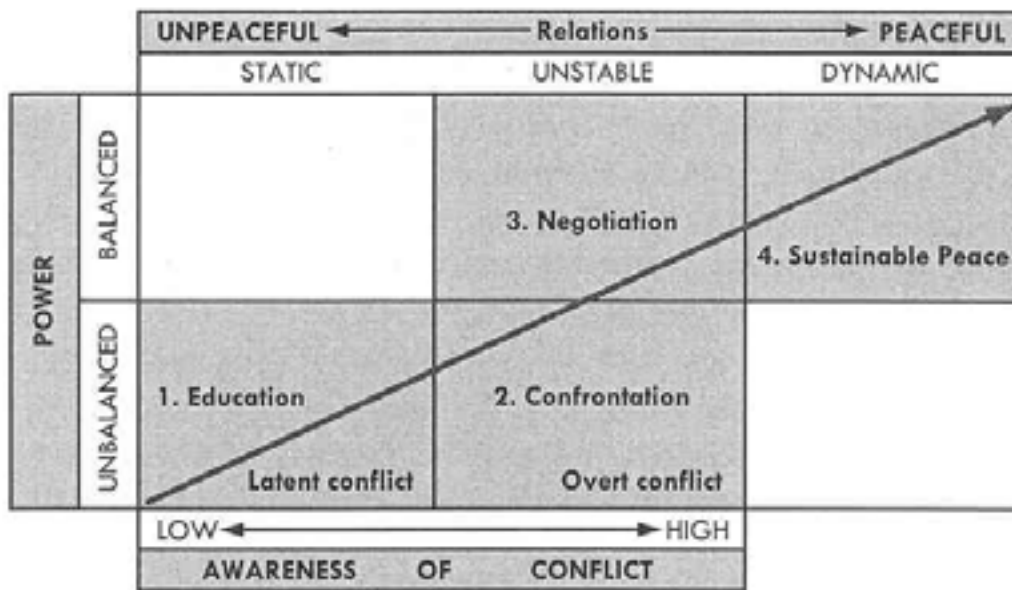 UNPEACEFUL Relations PEACEFUL
STATIC UNSTABLE DYNAMIC
POWER
BALANCED
UNBALANCED
3. Negotiation
4. Sustainable Peace
1. Education
2. Confrontation
Latent conflict
Overt conflict
LOW HIGH
AWARENESS OF CONFLICT